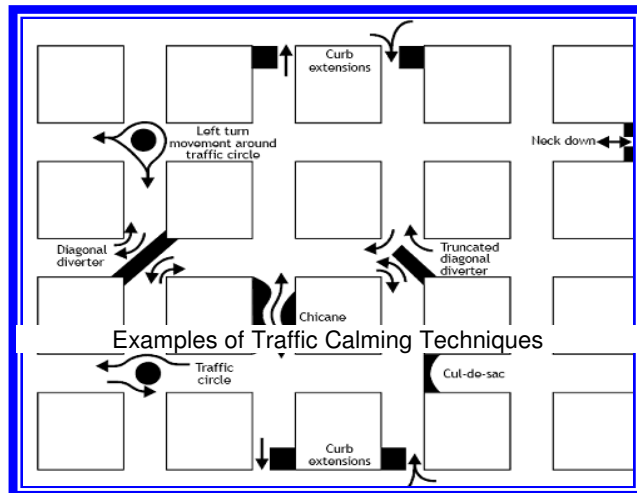 Curb
extensions
Left turn
movement around
traffic circle
Neck down
Diagonal
diverter
Truncated
diagonal
diverter
Chicane
Examples of Traffic Calming Techniques
Traffic
circle
Cul-de-sac
Curb
extensions